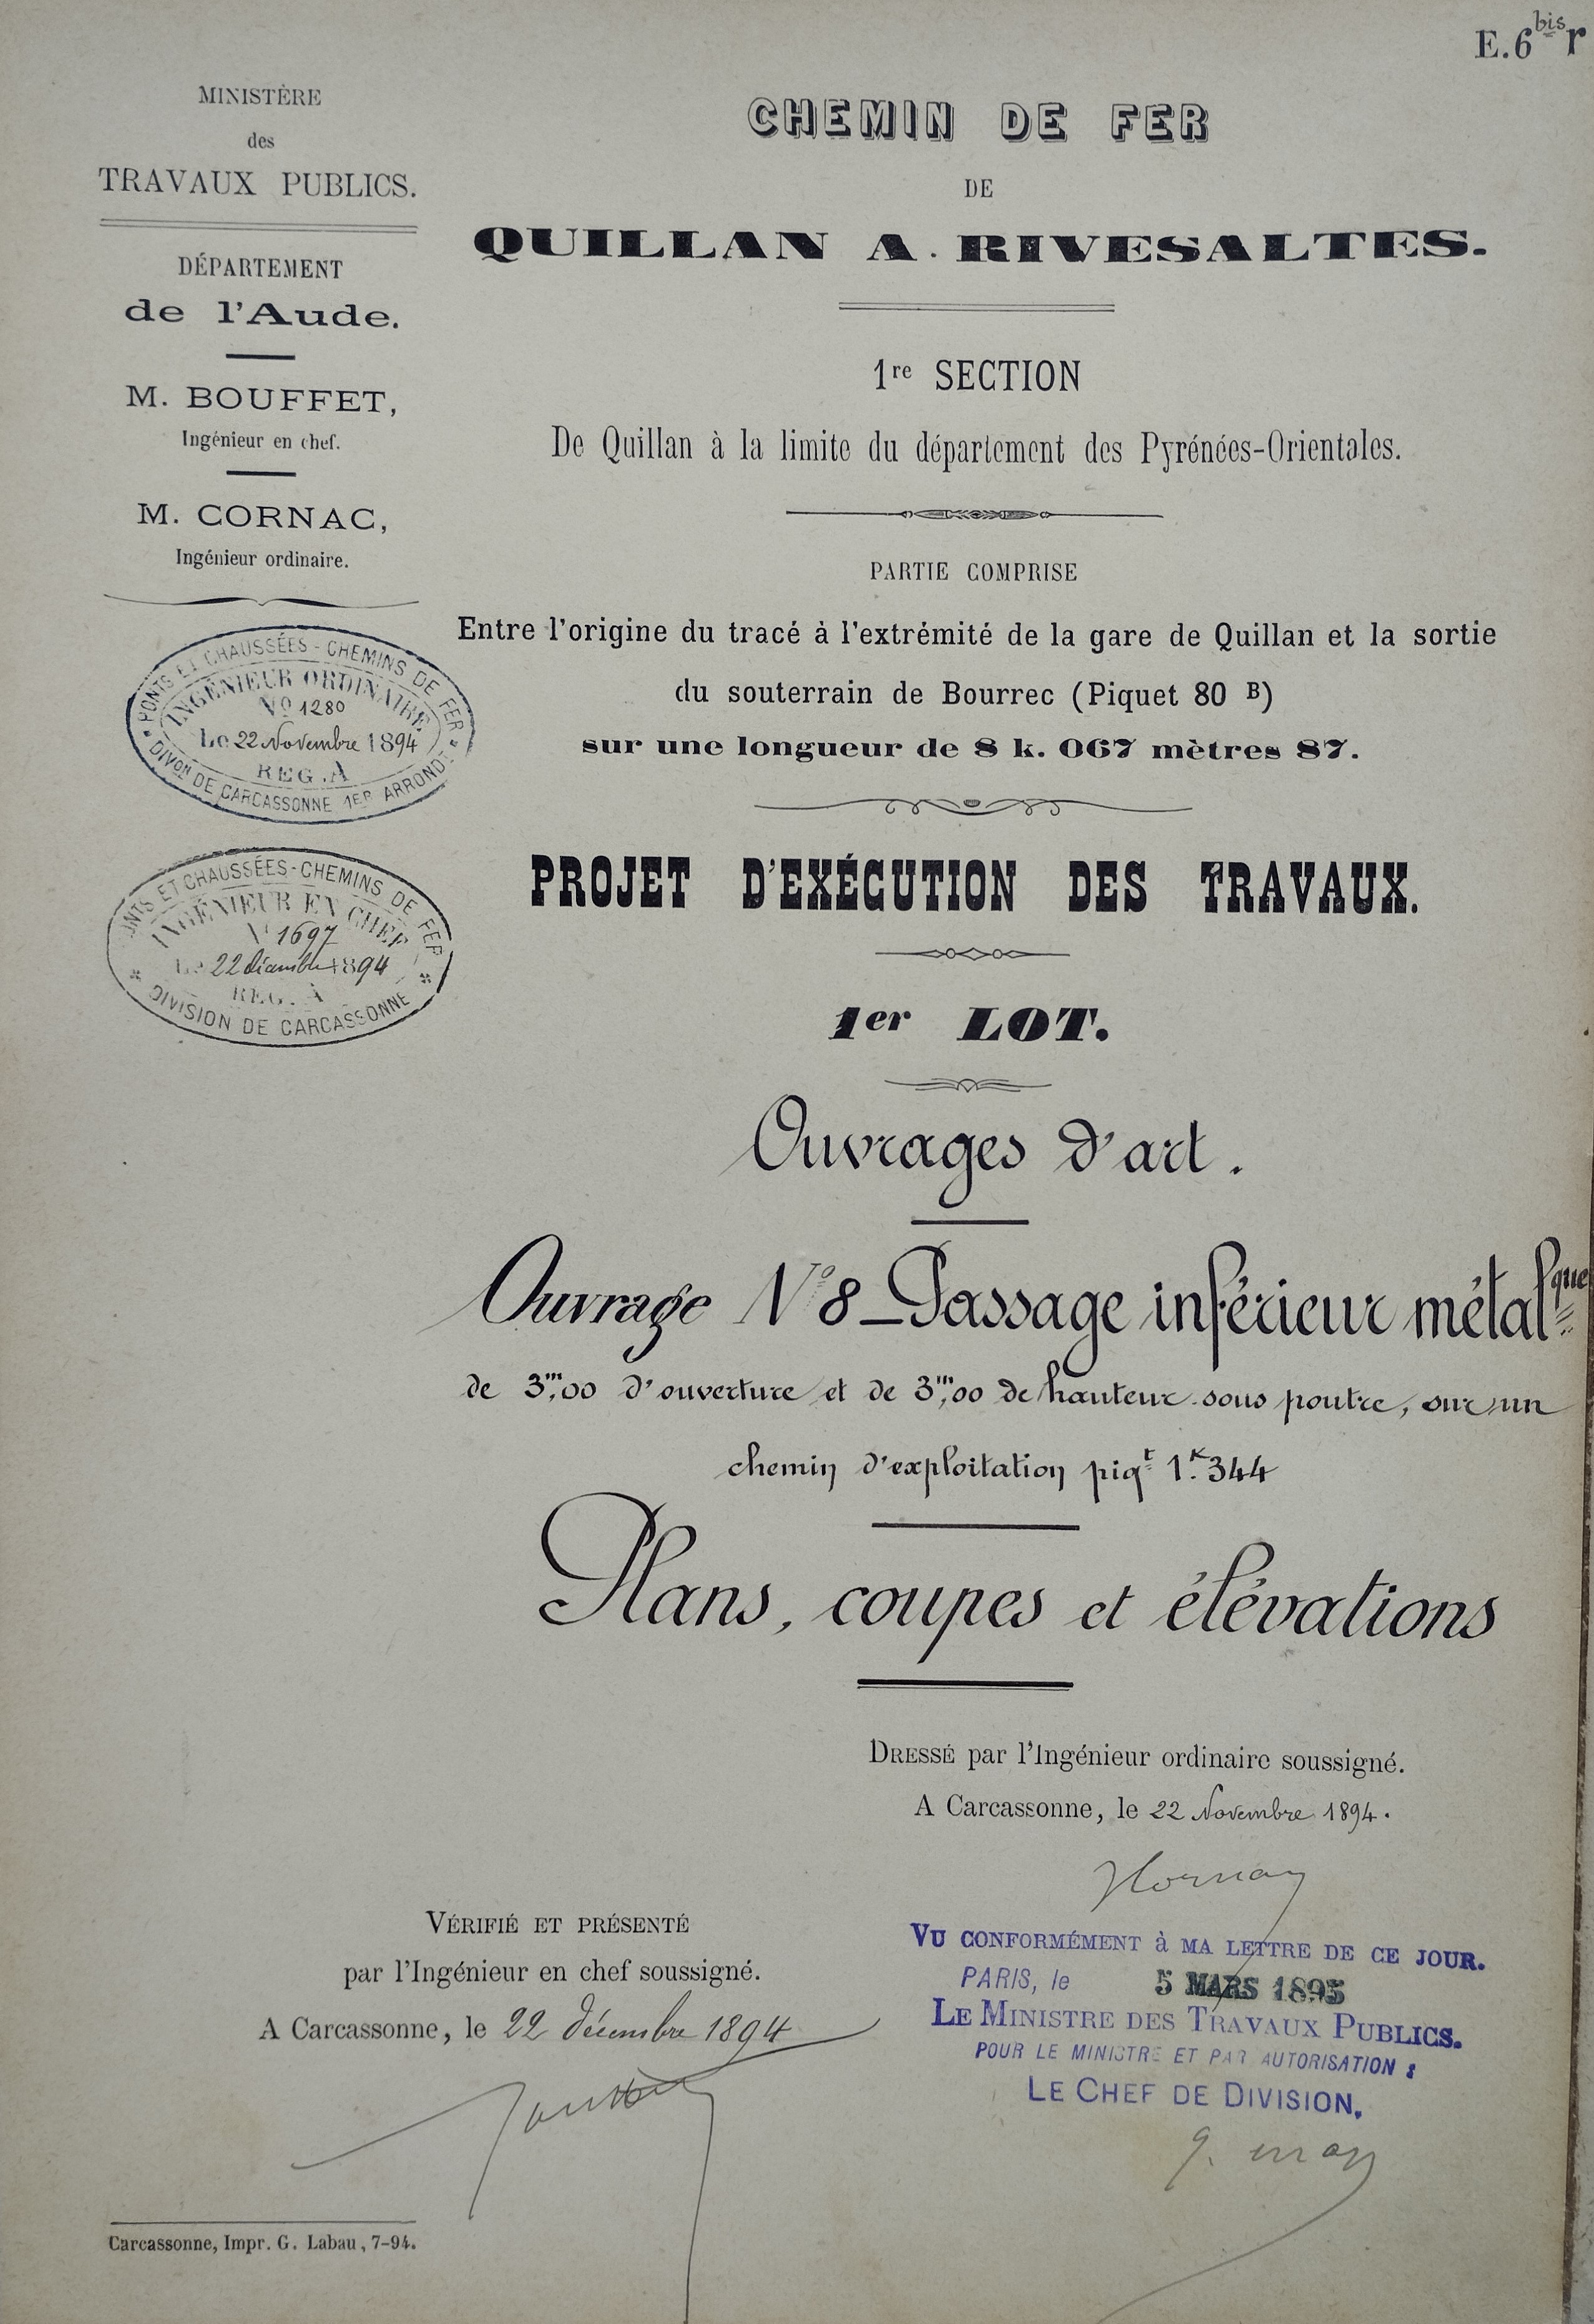 E.6 bis r
MINISTÈRE
des
TRAVAUX PUBLICS.
DÉPARTEMENT
de l'Aude.
M. BOUFFET,
Ingénieur en chef.
M. CORNAC,
Ingénieur ordinaire.
PONTS ET CHAUSSÉES - CHEMINS DE FER
INGÉNIEUR ORDINAIRE
No 1280
Le 22 Novembre 1894
REG. A
DIVon DE CARCASSONNE 1ER ARRONDt
PONTS ET CHAUSSÉES - CHEMINS DE FER
INGÉNIEUR EN CHEF
No 1697
Le 22 décembre 1894
REG. A
DIVISION DE CARCASSONNE
CHEMIN DE FER
DE
QUILLAN A RIVESALTES.
1re SECTION
De Quillan à la limite du département des Pyrénées-Orientales.
PARTIE COMPRISE
Entre l'origine du tracé à l'extrémité de la gare de Quillan et la sortie
du souterrain de Bourrec (Piquet 80 B)
sur une longueur de 8 k. 067 mètres 87.
PROJET D'EXÉCUTION DES TRAVAUX.
1er LOT.
Ouvrages d'art.
Ouvrage No 8 _ Passage inférieur métalque
de 3m,00 d'ouverture et de 3m,00 de hauteur sous poutre, sur un
chemin d'exploitation piqt 1k.344
Plans, coupes et élévations
DRESSÉ par l'Ingénieur ordinaire soussigné.
A Carcassonne, le 22 Novembre 1894.
VÉRIFIÉ ET PRÉSENTÉ
par l'Ingénieur en chef soussigné.
A Carcassonne, le 22 décembre 1894
VU CONFORMÉMENT à MA LETTRE DE CE JOUR.
PARIS, le 5 MARS 1895
LE MINISTRE DES TRAVAUX PUBLICS.
POUR LE MINISTRE ET PAR AUTORISATION :
LE CHEF DE DIVISION,
Carcassonne, Impr. G. Labau, 7-94.